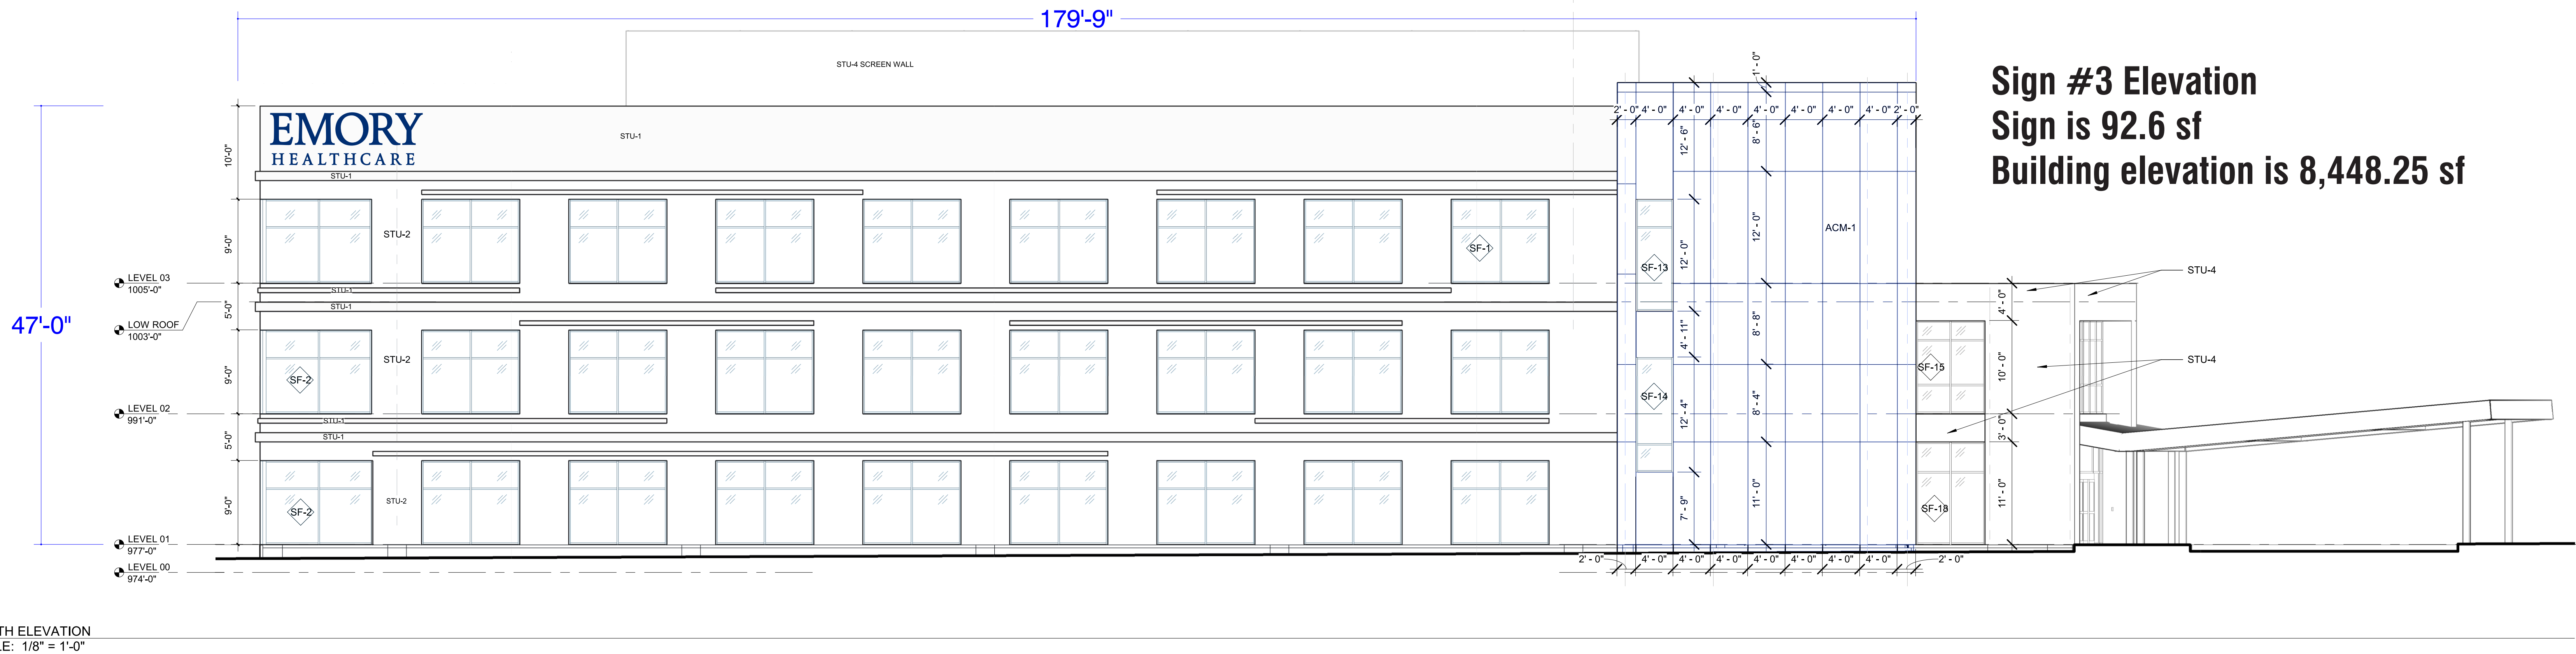 179'-9"
STU-4 SCREEN WALL
Sign #3 Elevation
Sign is 92.6 sf
Building elevation is 8,448.25 sf
1' - 0"
2' - 0" 4' - 0" 4' - 0" 4' - 0" 4' - 0" 4' - 0" 4' - 0" 4' - 0" 2' - 0"
EMORY
HEALTHCARE
STU-1
10'-0"
12' - 6"
8' - 6"
STU-1
STU-2
9'-0"
SF-1
SF-13
12' - 0"
12' - 0"
ACM-1
LEVEL 03
1005'-0"
STU-1
STU-1
5'-0"
STU-4
4' - 0"
47'-0"
LOW ROOF
1003'-0"
4' - 11"
8' - 8"
STU-2
9'-0"
SF-2
SF-14
SF-15
10' - 0"
STU-4
LEVEL 02
991'-0"
12' - 4"
8' - 4"
STU-1
STU-1
5'-0"
3' - 0"
9'-0"
STU-2
SF-2
7' - 9"
11' - 0"
SF-18
11' - 0"
LEVEL 01
977'-0"
LEVEL 00
974'-0"
2' - 0" 4' - 0" 4' - 0" 4' - 0" 4' - 0" 4' - 0" 4' - 0" 4' - 0" 2' - 0"
TH ELEVATION
LE: 1/8" = 1'-0"